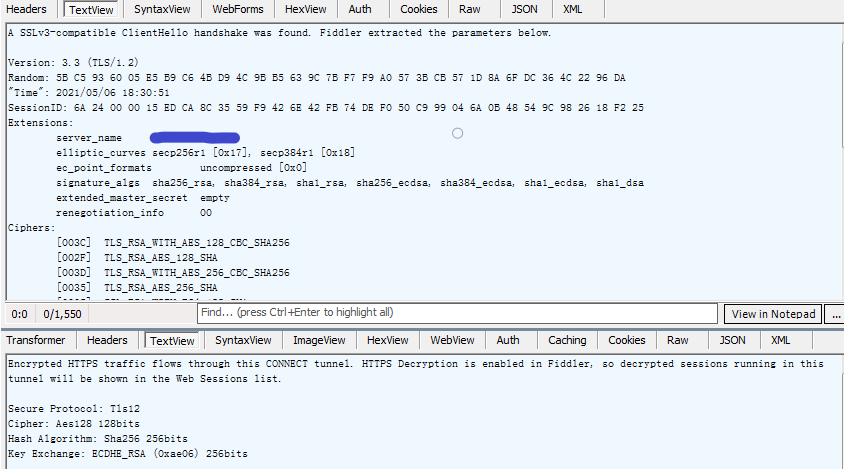 Headers TextView SyntaxView WebForms HexView Auth Cookies Raw JSON XML
A SSLv3-compatible ClientHello handshake was found. Fiddler extracted the parameters below.
Version: 3.3 (TLS/1.2)
Random: 5B C5 93 60 05 E5 B9 C6 4B D9 4C 9B B5 63 9C 7B F7 F9 A0 57 3B CB 57 1D 8A 6F DC 36 4C 22 96 DA
"Time": 2021/05/06 18:30:51
SessionID: 6A 24 00 00 15 ED CA 8C 35 59 F9 42 6E 42 FB 74 DE F0 50 C9 99 04 6A 0B 48 54 9C 98 26 18 F2 25
Extensions:
server_name
elliptic_curves secp256r1 [0x17], secp384r1 [0x18]
ec_point_formats uncompressed [0x0]
signature_algs sha256_rsa, sha384_rsa, sha1_rsa, sha256_ecdsa, sha384_ecdsa, sha1_ecdsa, sha1_dsa
extended_master_secret empty
renegotiation_info 00
Ciphers:
[003C] TLS_RSA_WITH_AES_128_CBC_SHA256
[002F] TLS_RSA_AES_128_SHA
[003D] TLS_RSA_WITH_AES_256_CBC_SHA256
[0035] TLS_RSA_AES_256_SHA
0:0 0/1,550 Find... (press Ctrl+Enter to highlight all) View in Notepad ...
Transformer Headers TextView SyntaxView ImageView HexView WebView Auth Caching Cookies Raw JSON XML
Encrypted HTTPS traffic flows through this CONNECT tunnel. HTTPS Decryption is enabled in Fiddler, so decrypted sessions running in this
tunnel will be shown in the Web Sessions list.
Secure Protocol: Tls12
Cipher: Aes128 128bits
Hash Algorithm: Sha256 256bits
Key Exchange: ECDHE_RSA (0xae06) 256bits